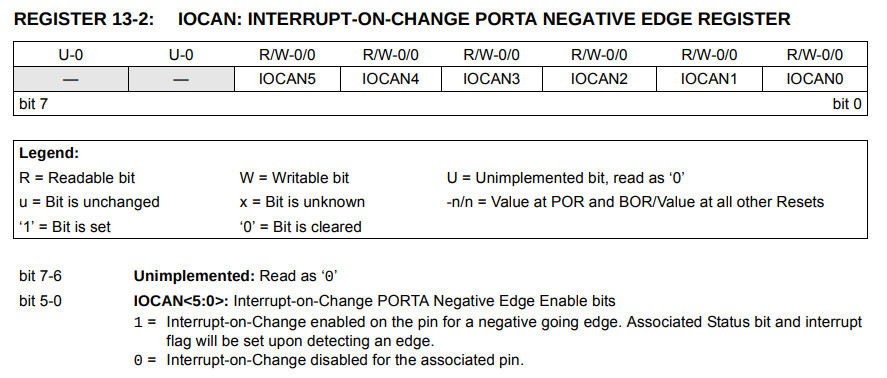 REGISTER 13-2: IOCAN: INTERRUPT-ON-CHANGE PORTA NEGATIVE EDGE REGISTER
U-0 U-0 R/W-0/0 R/W-0/0 R/W-0/0 R/W-0/0 R/W-0/0 R/W-0/0
— — IOCAN5 IOCAN4 IOCAN3 IOCAN2 IOCAN1 IOCAN0
bit 7 bit 0
Legend:
R = Readable bit W = Writable bit U = Unimplemented bit, read as ‘0’
u = Bit is unchanged x = Bit is unknown -n/n = Value at POR and BOR/Value at all other Resets
‘1’ = Bit is set ‘0’ = Bit is cleared
bit 7-6 Unimplemented: Read as ‘0’
bit 5-0 IOCAN<5:0>: Interrupt-on-Change PORTA Negative Edge Enable bits
1 = Interrupt-on-Change enabled on the pin for a negative going edge. Associated Status bit and interrupt
flag will be set upon detecting an edge.
0 = Interrupt-on-Change disabled for the associated pin.